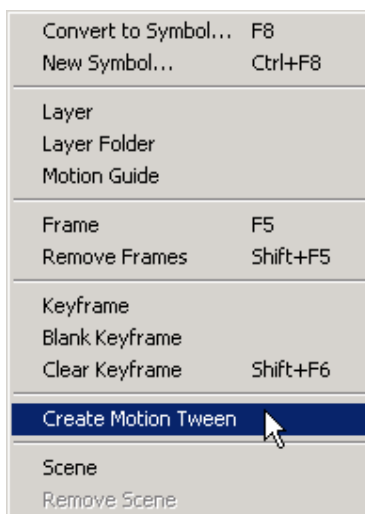 Convert to Symbol... F8
New Symbol... Ctrl+F8
Layer
Layer Folder
Motion Guide
Frame F5
Remove Frames Shift+F5
Keyframe
Blank Keyframe
Clear Keyframe Shift+F6
Create Motion Tween
Scene
Remove Scene